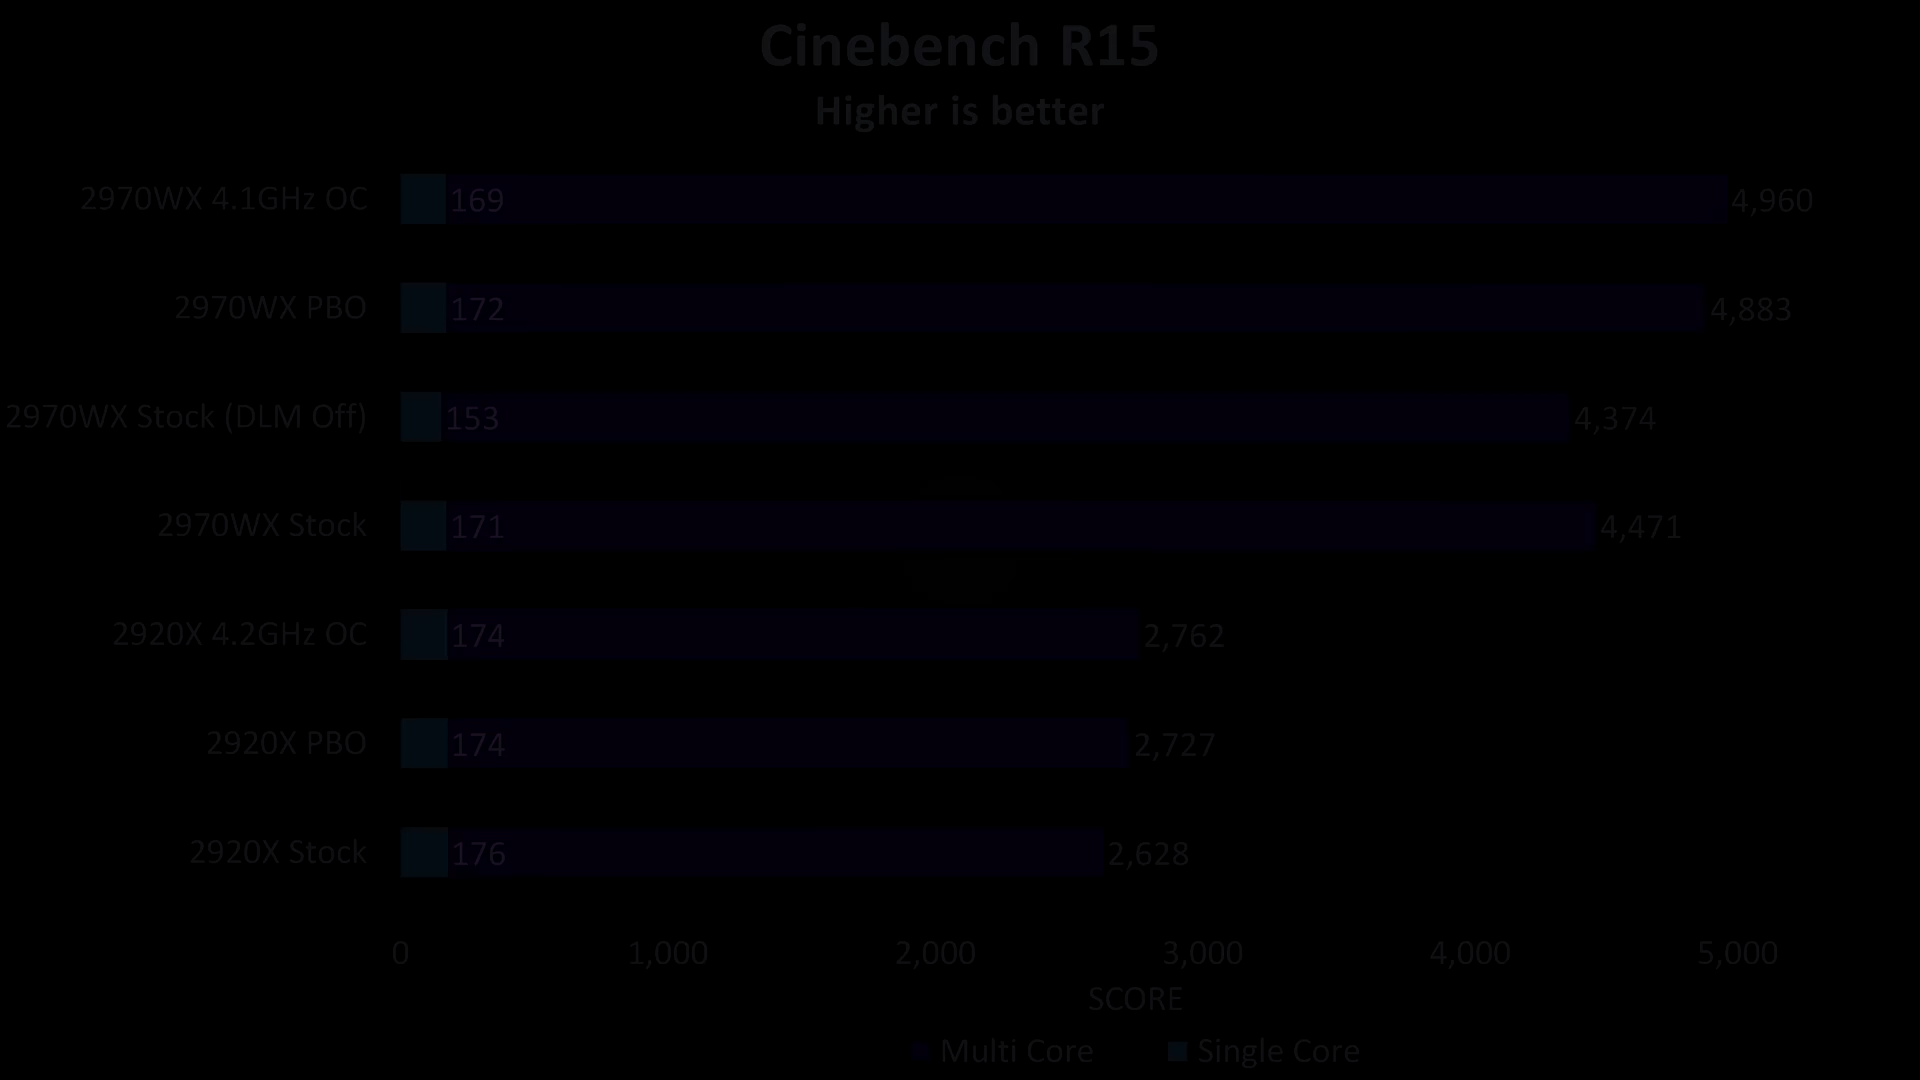 Cinebench R15
Higher is better
2970WX 4.1GHz OC 169 4,960
2970WX PBO 172 4,883
2970WX Stock (DLM Off) 153 4,374
2970WX Stock 171 4,471
2920X 4.2GHz OC 174 2,762
2920X PBO 174 2,727
2920X Stock 176 2,628
0 1,000 2,000 3,000 4,000 5,000
SCORE
Multi Core Single Core